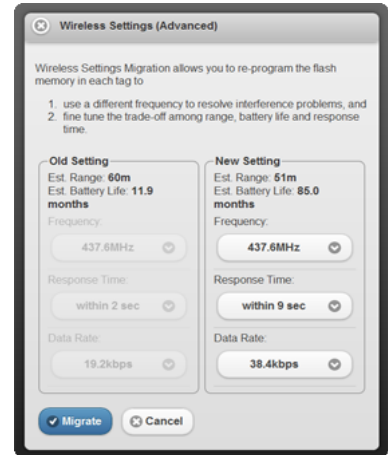 Wireless Settings (Advanced)
Wireless Settings Migration allows you to re-program the flash
memory in each tag to
1. use a different frequency to resolve interference problems, and
2. fine tune the trade-off among range, battery life and response
time.
Old Setting
Est. Range: 60m
Est. Battery Life: 11.9
months
Frequency:
437.6MHz
Response Time:
within 2 sec
Data Rate:
19.2kbps
New Setting
Est. Range: 51m
Est. Battery Life: 85.0
months
Frequency:
437.6MHz
Response Time:
within 9 sec
Data Rate:
38.4kbps
Migrate
Cancel